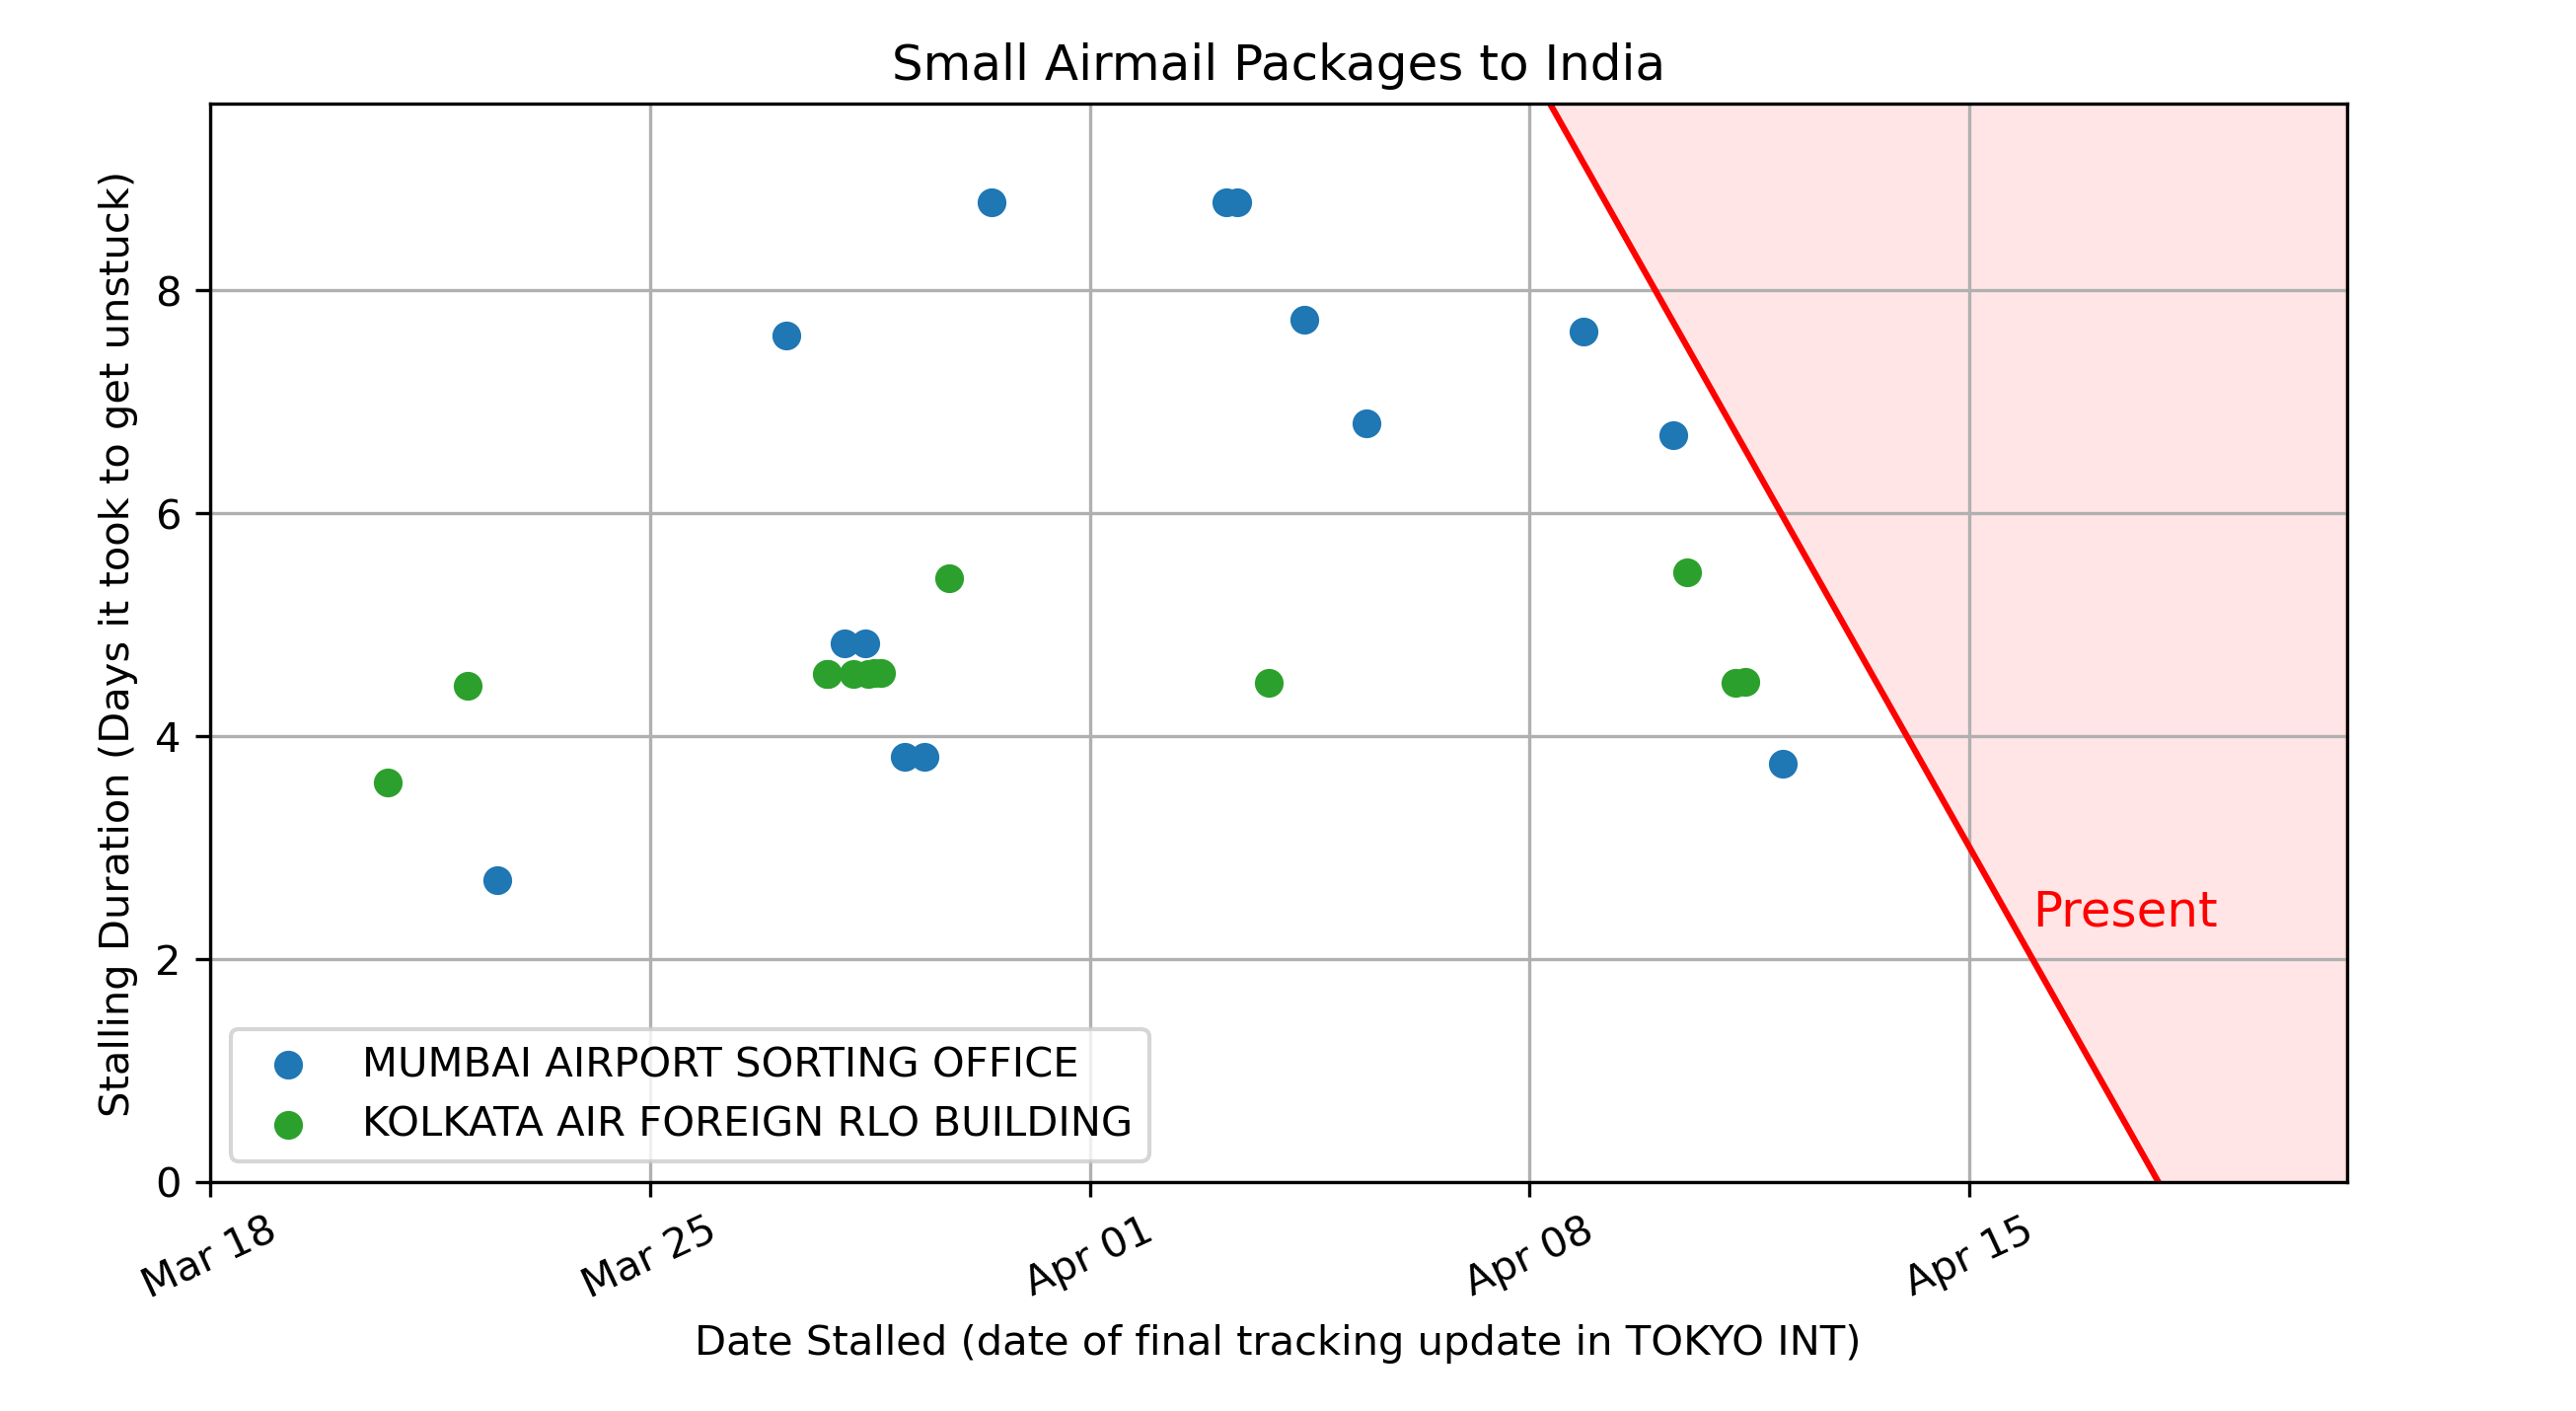 Small Airmail Packages to India
Stalling Duration (Days it took to get unstuck)
8
6
4
2
0
Present
MUMBAI AIRPORT SORTING OFFICE
KOLKATA AIR FOREIGN RLO BUILDING
Mar 18
Mar 25
Apr 01
Apr 08
Apr 15
Date Stalled (date of final tracking update in TOKYO INT)